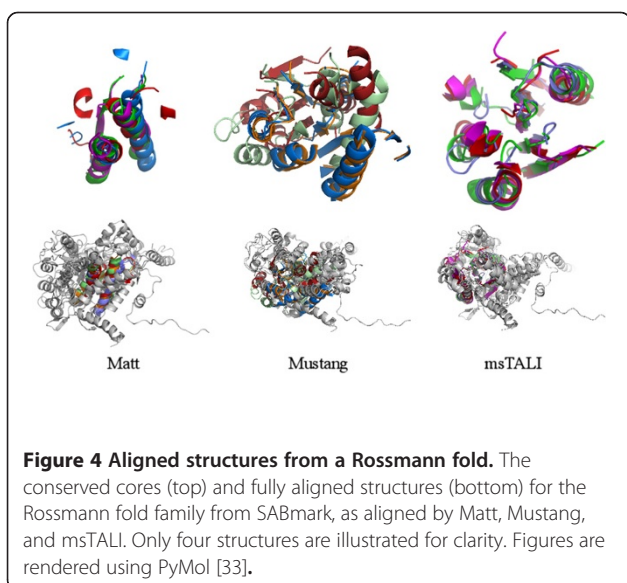 Matt Mustang msTALI
Figure 4 Aligned structures from a Rossmann fold. The
conserved cores (top) and fully aligned structures (bottom) for the
Rossmann fold family from SABmark, as aligned by Matt, Mustang,
and msTALI. Only four structures are illustrated for clarity. Figures are
rendered using PyMol [33].